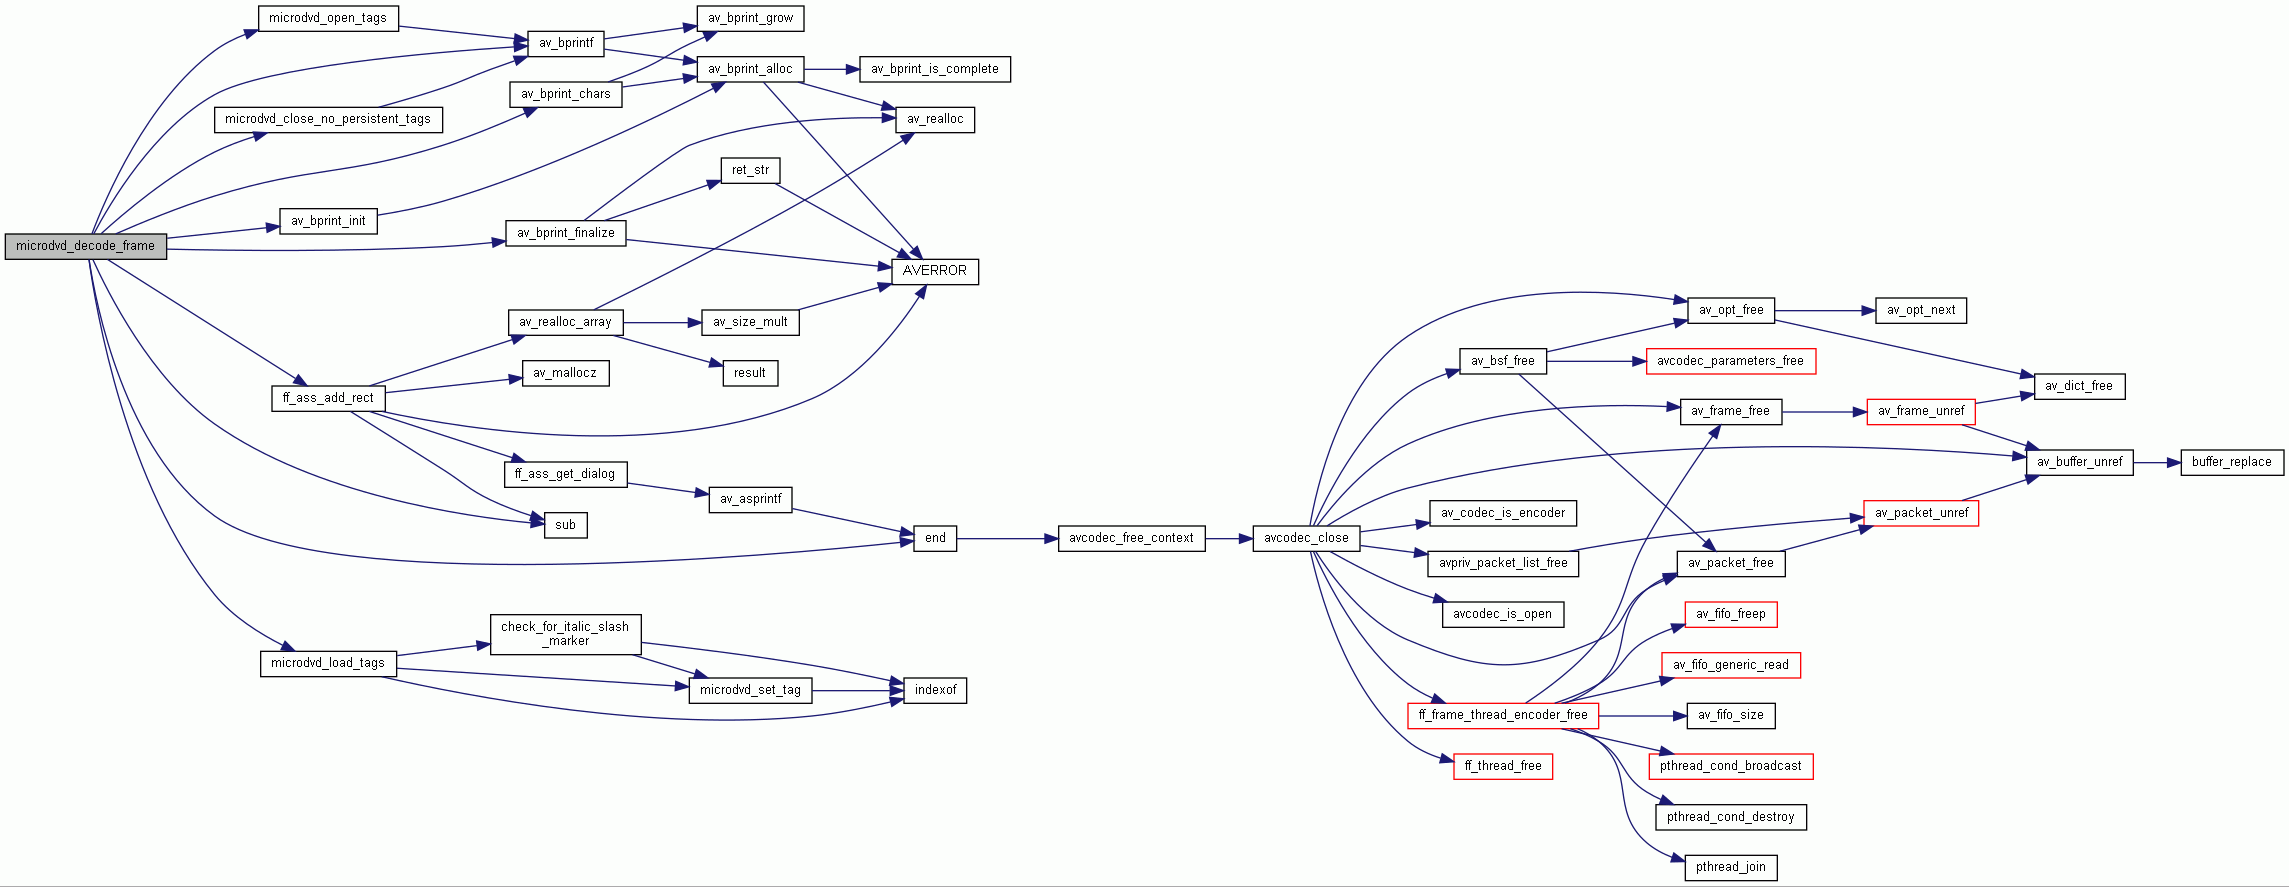 microdvd_decode_frame
microdvd_open_tags
microdvd_close_no_persistent_tags
av_bprint_init
ff_ass_add_rect
microdvd_load_tags
av_bprintf
av_bprint_chars
av_bprint_finalize
av_realloc_array
av_mallocz
ff_ass_get_dialog
sub
check_for_italic_slash
_marker
av_bprint_grow
av_bprint_alloc
ret_str
av_size_mult
result
av_asprintf
microdvd_set_tag
av_bprint_is_complete
av_realloc
AVERROR
end
indexof
avcodec_free_context
avcodec_close
av_bsf_free
av_codec_is_encoder
avpriv_packet_list_free
avcodec_is_open
ff_frame_thread_encoder_free
ff_thread_free
av_opt_free
avcodec_parameters_free
av_frame_free
av_packet_free
av_fifo_freep
av_fifo_generic_read
av_fifo_size
pthread_cond_broadcast
pthread_cond_destroy
pthread_join
av_opt_next
av_frame_unref
av_packet_unref
av_dict_free
av_buffer_unref
buffer_replace